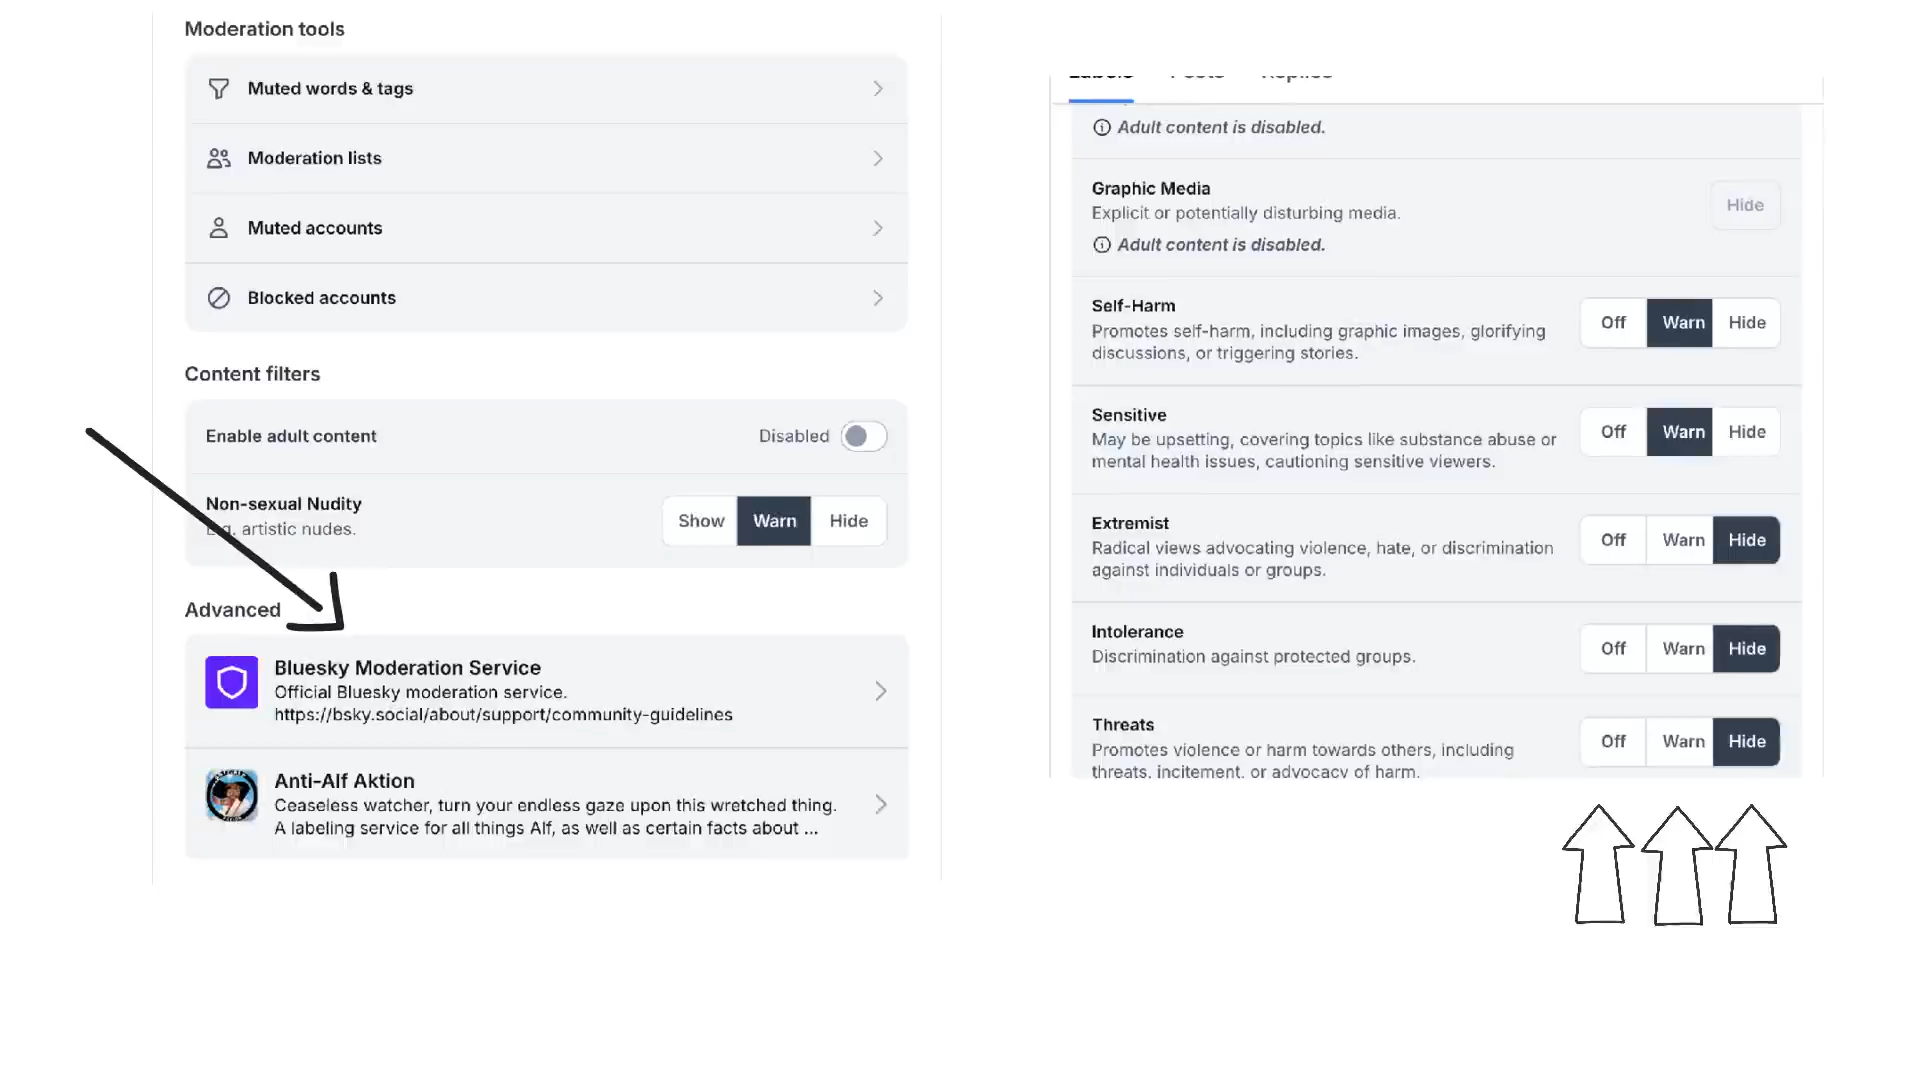 Moderation tools
Muted words & tags
Moderation lists
Muted accounts
Blocked accounts
Content filters
Enable adult content
Disabled
Non-sexual Nudity
E.g. artistic nudes.
Show Warn Hide
Advanced
Bluesky Moderation Service
Official Bluesky moderation service.
https://bsky.social/about/support/community-guidelines
Anti-Alf Aktion
Ceaseless watcher, turn your endless gaze upon this wretched thing.
A labeling service for all things Alf, as well as certain facts about ...
Labels Posts Replies
Adult content is disabled.
Graphic Media
Explicit or potentially disturbing media.
Hide
Adult content is disabled.
Self-Harm
Promotes self-harm, including graphic images, glorifying
discussions, or triggering stories.
Off Warn Hide
Sensitive
May be upsetting, covering topics like substance abuse or
mental health issues, cautioning sensitive viewers.
Off Warn Hide
Extremist
Radical views advocating violence, hate, or discrimination
against individuals or groups.
Off Warn Hide
Intolerance
Discrimination against protected groups.
Off Warn Hide
Threats
Promotes violence or harm towards others, including
threats, incitement, or advocacy of harm.
Off Warn Hide